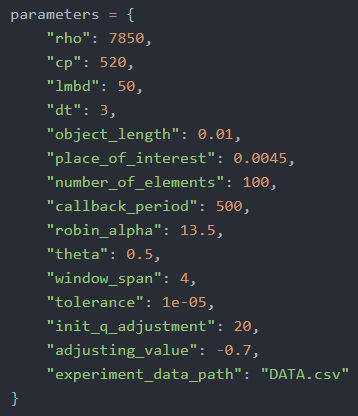 parameters = {
    "rho": 7850,
    "cp": 520,
    "lmbd": 50,
    "dt": 3,
    "object_length": 0.01,
    "place_of_interest": 0.0045,
    "number_of_elements": 100,
    "callback_period": 500,
    "robin_alpha": 13.5,
    "theta": 0.5,
    "window_span": 4,
    "tolerance": 1e-05,
    "init_q_adjustment": 20,
    "adjusting_value": -0.7,
    "experiment_data_path": "DATA.csv"
}